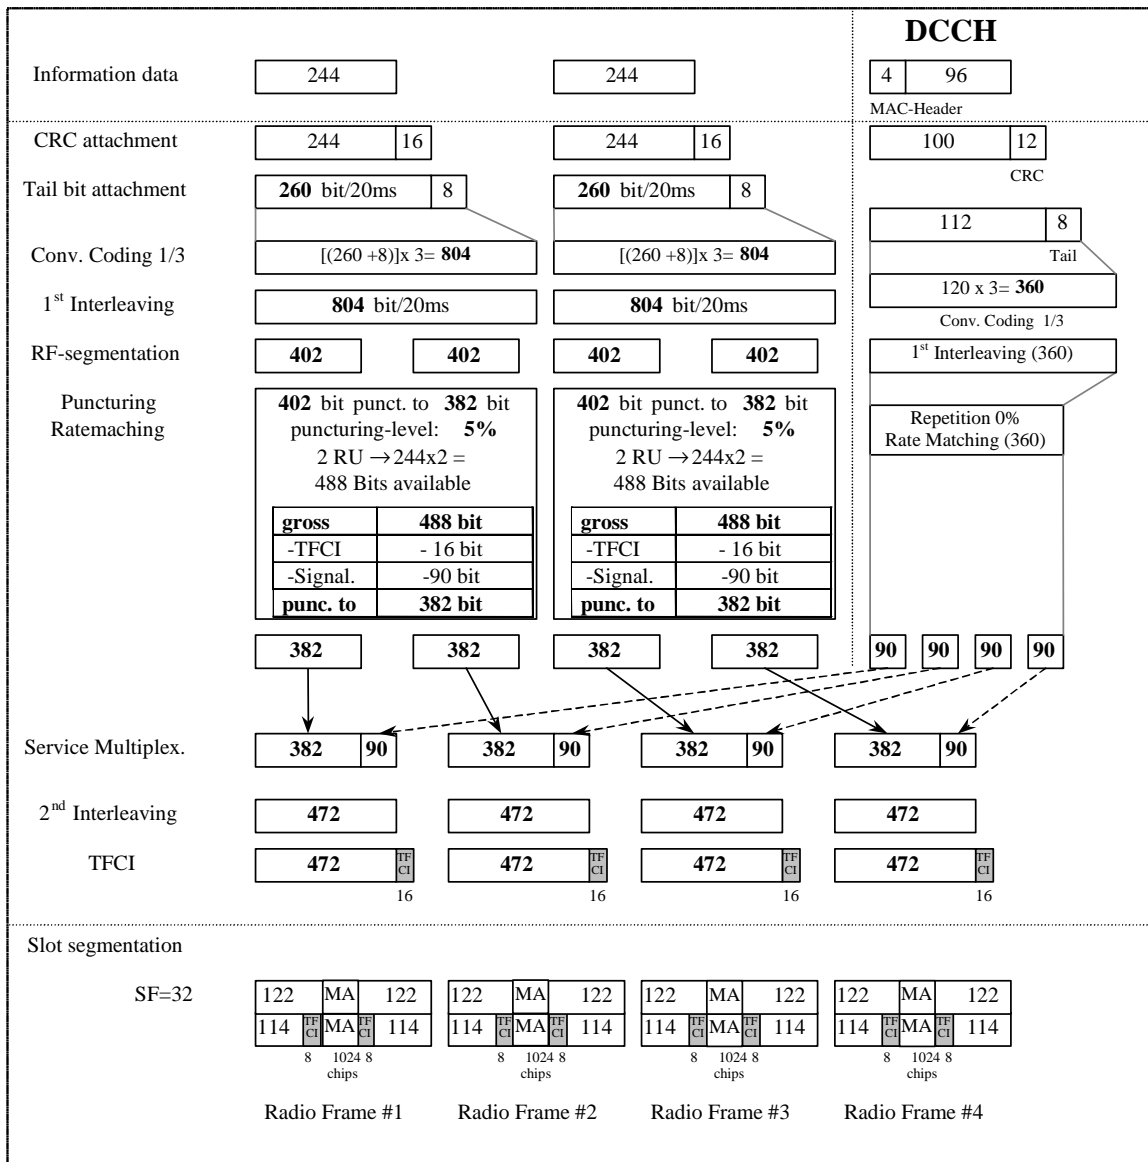 DCCH
Information data
244
244
4 96
MAC-Header
CRC attachment
244 16
244 16
100 12
CRC
Tail bit attachment
260 bit/20ms 8
260 bit/20ms 8
112 8
Tail
Conv. Coding 1/3
[(260 +8)]x 3= 804
[(260 +8)]x 3= 804
120 x 3= 360
Conv. Coding 1/3
1st Interleaving
804 bit/20ms
804 bit/20ms
RF-segmentation
402 402 402 402
1st Interleaving (360)
Puncturing
Ratemaching
402 bit punct. to 382 bit
puncturing-level: 5%
2 RU →244x2 =
488 Bits available
gross 488 bit
-TFCI - 16 bit
-Signal. -90 bit
punc. to 382 bit
402 bit punct. to 382 bit
puncturing-level: 5%
2 RU →244x2 =
488 Bits available
gross 488 bit
-TFCI - 16 bit
-Signal. -90 bit
punc. to 382 bit
Repetition 0%
Rate Matching (360)
382 382 382 382 90 90 90 90
Service Multiplex.
382 90 382 90 382 90 382 90
2nd Interleaving
472 472 472 472
TFCI
472 TF CI 472 TF CI 472 TF CI 472 TF CI
16 16 16 16
Slot segmentation
SF=32
122 MA 122 122 MA 122 122 MA 122 122 MA 122
114 TF CI MA TF CI 114 114 TF CI MA TF CI 114 114 TF CI MA TF CI 114 114 TF CI MA TF CI 114
8 1024 8 8 1024 8 8 1024 8 8 1024 8
chips chips chips chips
Radio Frame #1 Radio Frame #2 Radio Frame #3 Radio Frame #4